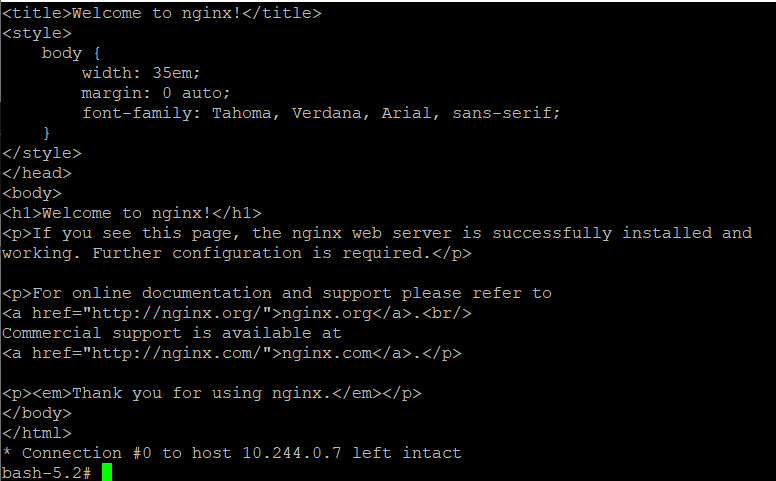 <title>Welcome to nginx!</title>
<style>
    body {
        width: 35em;
        margin: 0 auto;
        font-family: Tahoma, Verdana, Arial, sans-serif;
    }
</style>
</head>
<body>
<h1>Welcome to nginx!</h1>
<p>If you see this page, the nginx web server is successfully installed and
working. Further configuration is required.</p>

<p>For online documentation and support please refer to
<a href="http://nginx.org/">nginx.org</a>.<br/>
Commercial support is available at
<a href="http://nginx.com/">nginx.com</a>.</p>

<p><em>Thank you for using nginx.</em></p>
</body>
</html>
* Connection #0 to host 10.244.0.7 left intact
bash-5.2#